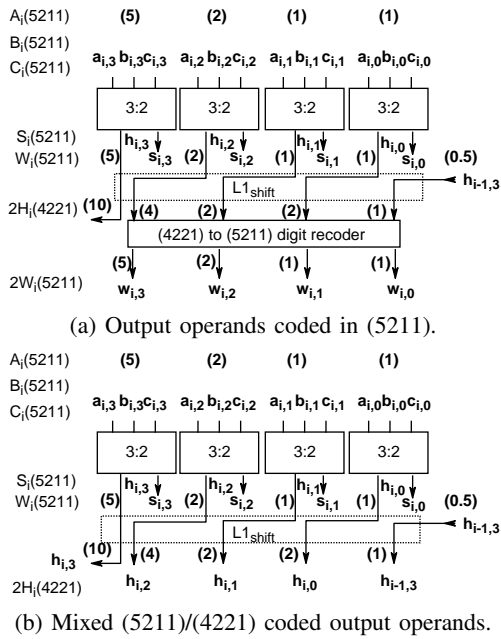 Aᵢ(5211) (5) (2) (1) (1)
Bᵢ(5211)
Cᵢ(5211) aᵢ,₃ bᵢ,₃ cᵢ,₃ aᵢ,₂ bᵢ,₂ cᵢ,₂ aᵢ,₁ bᵢ,₁ cᵢ,₁ aᵢ,₀ bᵢ,₀ cᵢ,₀
3:2 3:2 3:2 3:2
Sᵢ(5211) hᵢ,₃ sᵢ,₃ hᵢ,₂ sᵢ,₂ hᵢ,₁ sᵢ,₁ hᵢ,₀ sᵢ,₀
Wᵢ(5211) (5) (2) (1) (1) (0.5)
L1shift hᵢ₋₁,₃
2Hᵢ(4221) (10) (4) (2) (2) (1)
(4221) to (5211) digit recoder
(5) (2) (1) (1)
2Wᵢ(5211) wᵢ,₃ wᵢ,₂ wᵢ,₁ wᵢ,₀
(a) Output operands coded in (5211).
Aᵢ(5211) (5) (2) (1) (1)
Bᵢ(5211)
Cᵢ(5211) aᵢ,₃ bᵢ,₃ cᵢ,₃ aᵢ,₂ bᵢ,₂ cᵢ,₂ aᵢ,₁ bᵢ,₁ cᵢ,₁ aᵢ,₀ bᵢ,₀ cᵢ,₀
3:2 3:2 3:2 3:2
Sᵢ(5211) hᵢ,₃ sᵢ,₃ hᵢ,₂ sᵢ,₂ hᵢ,₁ sᵢ,₁ hᵢ,₀ sᵢ,₀
Wᵢ(5211) (5) (2) (1) (1) (0.5)
L1shift hᵢ₋₁,₃
(10) (4) (2) (2) (1)
hᵢ,₃ hᵢ,₂ hᵢ,₁ hᵢ,₀ hᵢ₋₁,₃
2Hᵢ(4221)
(b) Mixed (5211)/(4221) coded output operands.